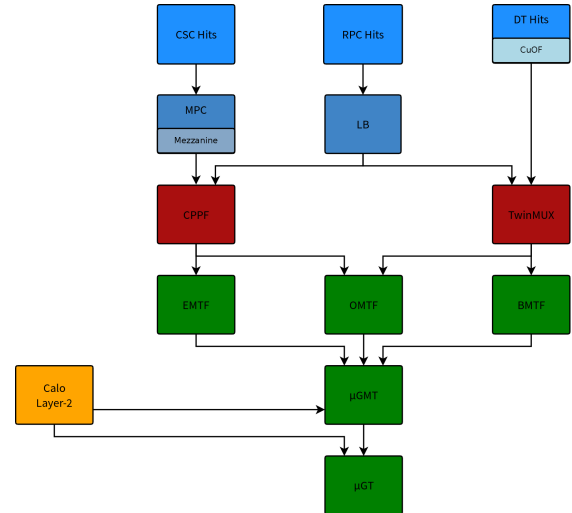 CSC Hits
RPC Hits
DT Hits
CuOF
MPC
Mezzanine
LB
CPPF
TwinMUX
EMTF
OMTF
BMTF
Calo
Layer-2
μGMT
μGT